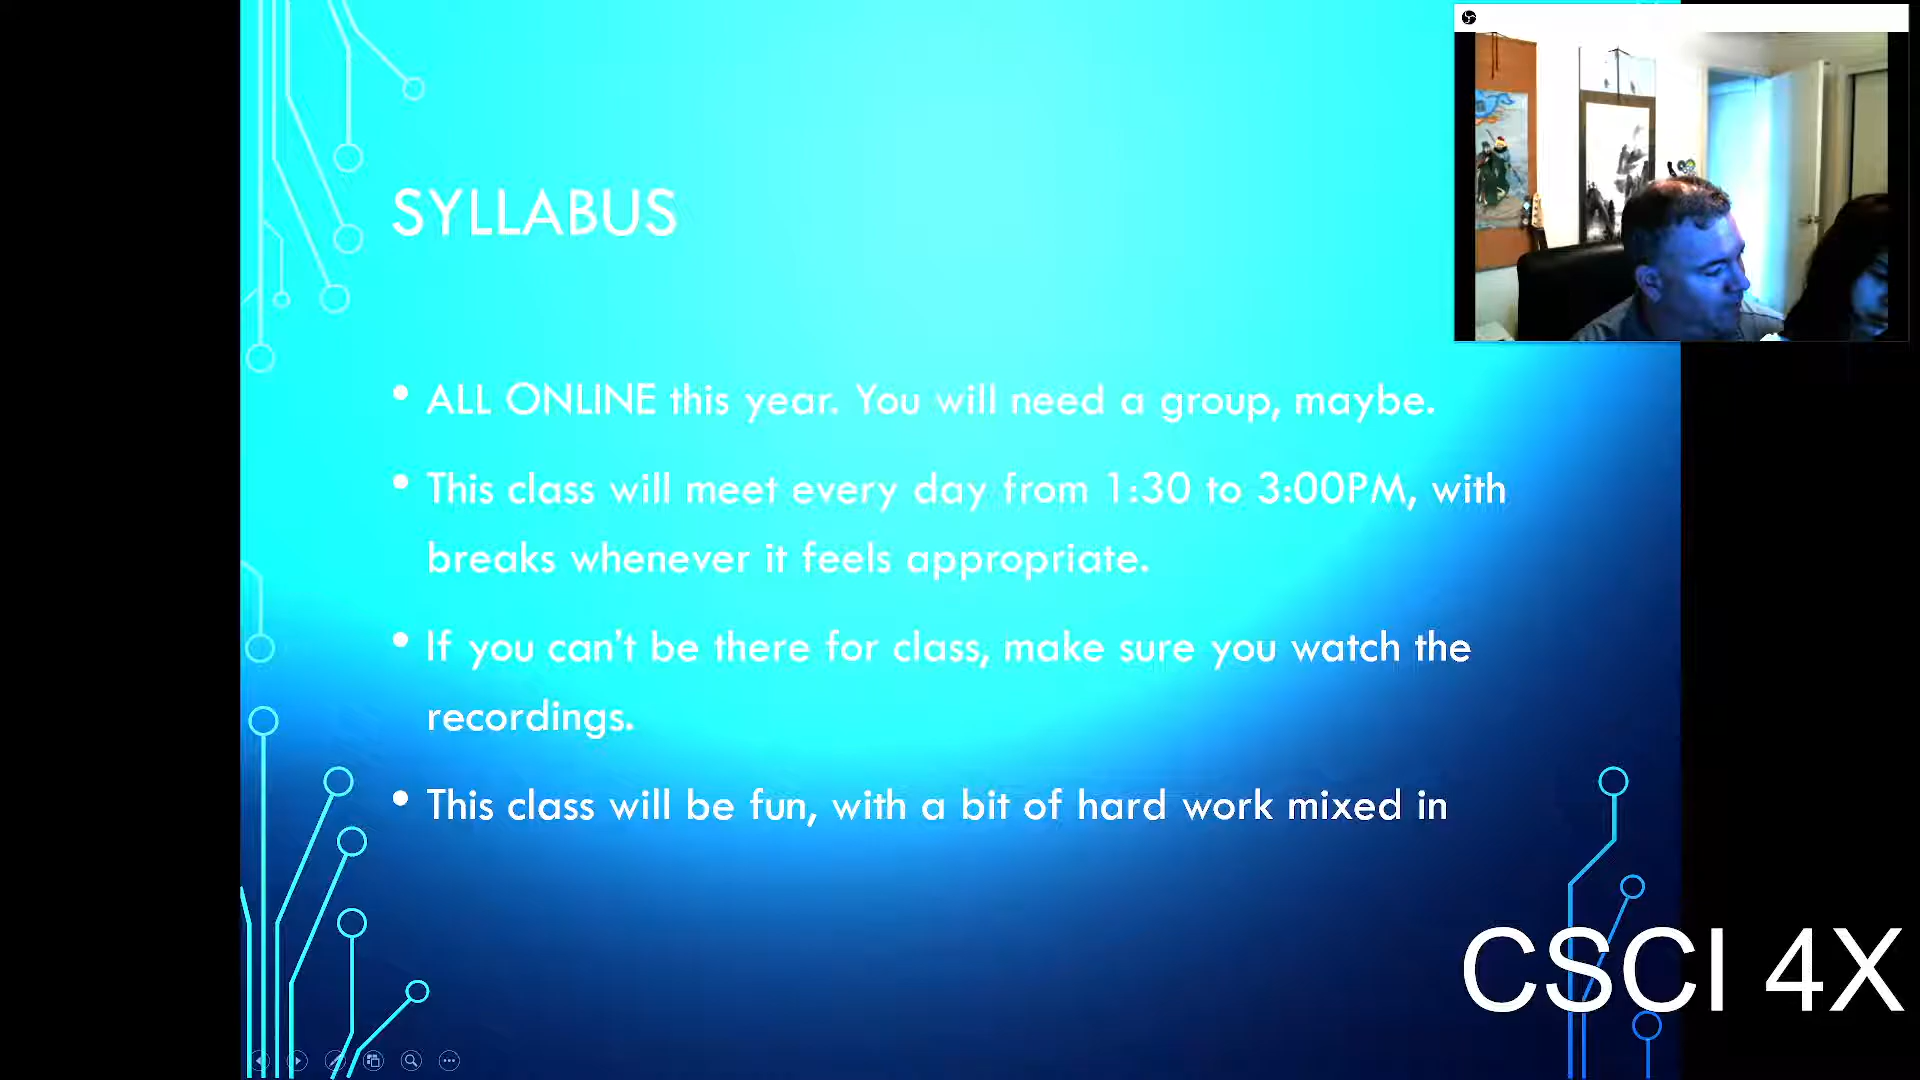 SYLLABUS
• ALL ONLINE this year. You will need a group, maybe.
• This class will meet every day from 1:30 to 3:00PM, with
breaks whenever it feels appropriate.
• If you can't be there for class, make sure you watch the
recordings.
• This class will be fun, with a bit of hard work mixed in
CSCI 4X